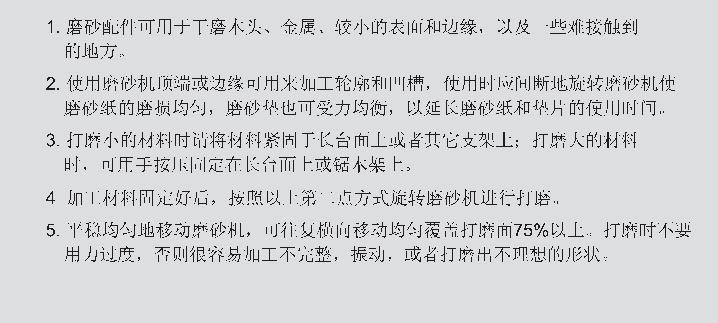 1. 磨砂配件可用于干磨木头、金属、较小的表面和边缘，以及一些难接触到
的地方。
2. 使用磨砂机顶端或边缘可用来加工轮廓和凹槽，使用时应间断地旋转磨砂机使
磨砂纸的磨损均匀，磨砂垫也可受力均衡，以延长磨砂纸和垫片的使用时间。
3. 打磨小的材料时请将材料紧固于长台面上或者其它支架上；打磨大的材料
时，可用手按压固定在长台面上或锯木架上。
4 加工材料固定好后，按照以上第二点方式旋转磨砂机进行打磨。
5. 平稳均匀地移动磨砂机，可往复横向移动均匀覆盖打磨面75%以上。打磨时不要
用力过度，否则很容易加工不完整，振动，或者打磨出不理想的形状。